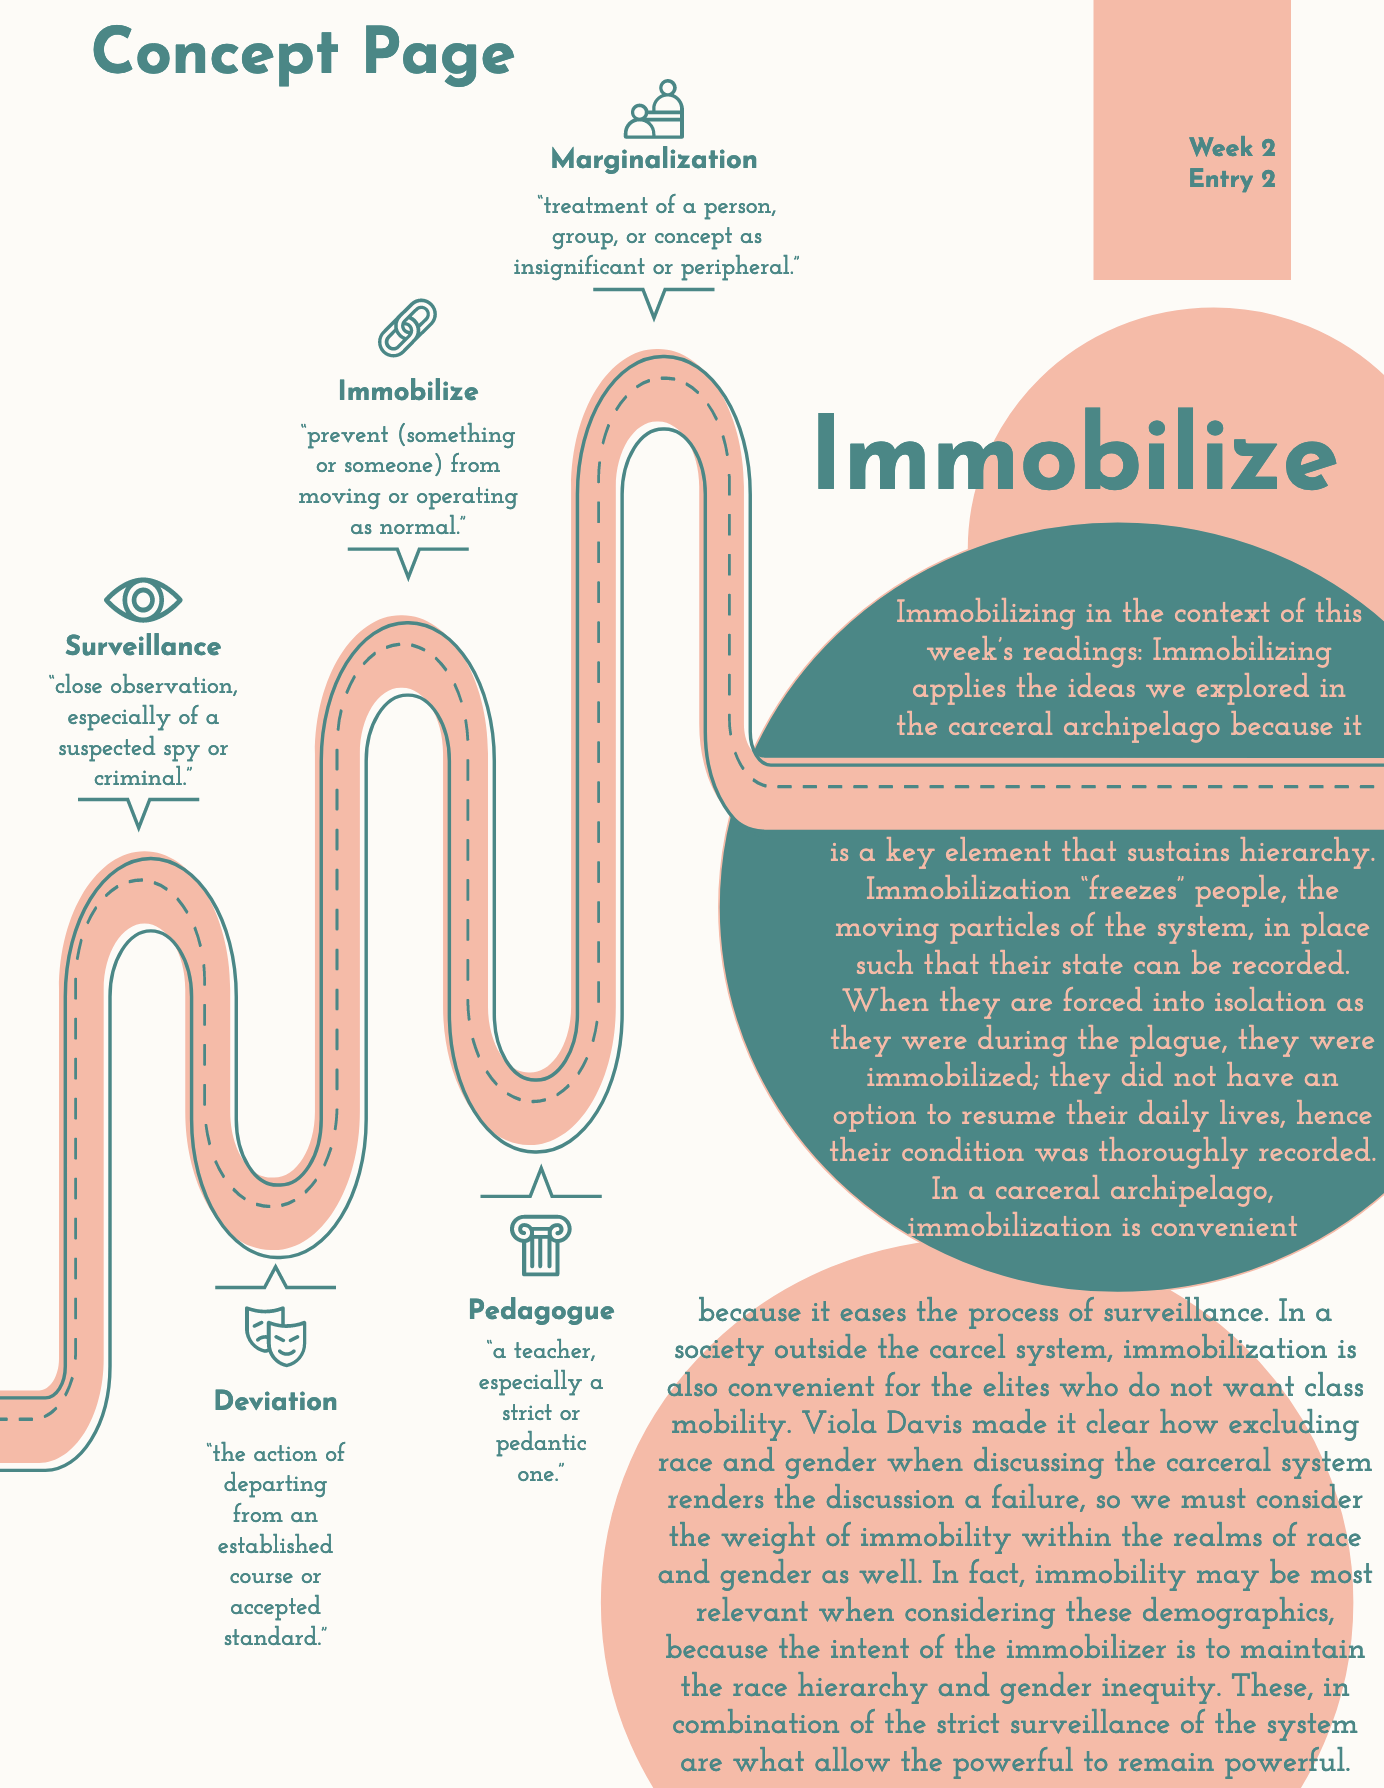 Concept Page
Week 2
Entry 2
Marginalization
“treatment of a person,
group, or concept as
insignificant or peripheral.”
Immobilize
“prevent (something
or someone) from
moving or operating
as normal.”
Surveillance
“close observation,
especially of a
suspected spy or
criminal.”
Deviation
“the action of
departing
from an
established
course or
accepted
standard.”
Pedagogue
“a teacher,
especially a
strict or
pedantic
one.”
Immobilize
Immobilizing in the context of this
week’s readings: Immobilizing
applies the ideas we explored in
the carceral archipelago because it
is a key element that sustains hierarchy.
Immobilization “freezes” people, the
moving particles of the system, in place
such that their state can be recorded.
When they are forced into isolation as
they were during the plague, they were
immobilized; they did not have an
option to resume their daily lives, hence
their condition was thoroughly recorded.
In a carceral archipelago,
immobilization is convenient
because it eases the process of surveillance. In a
society outside the carcel system, immobilization is
also convenient for the elites who do not want class
mobility. Viola Davis made it clear how excluding
race and gender when discussing the carceral system
renders the discussion a failure, so we must consider
the weight of immobility within the realms of race
and gender as well. In fact, immobility may be most
relevant when considering these demographics,
because the intent of the immobilizer is to maintain
the race hierarchy and gender inequity. These, in
combination of the strict surveillance of the system
are what allow the powerful to remain powerful.